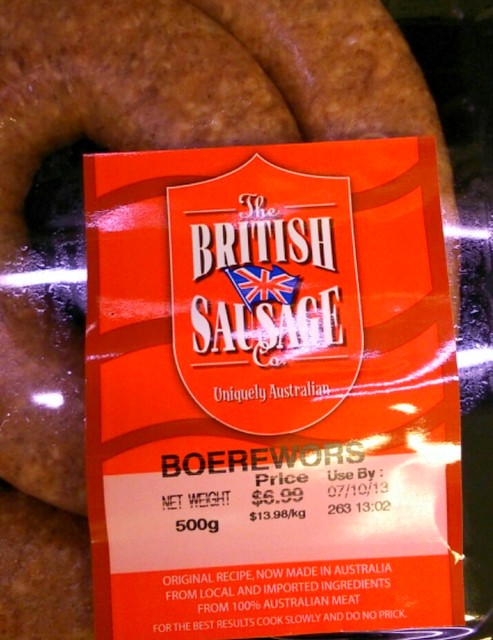 The
BRITISH
SAUSAGE
Co.
Uniquely Australian
BOEREWORS
NET WEIGHT
500g
Price
$6.99
$13.98/kg
Use By :
07/10/13
263 13:02
ORIGINAL RECIPE, NOW MADE IN AUSTRALIA
FROM LOCAL AND IMPORTED INGREDIENTS
FROM 100% AUSTRALIAN MEAT
FOR THE BEST RESULTS COOK SLOWLY AND DO NO PRICK.